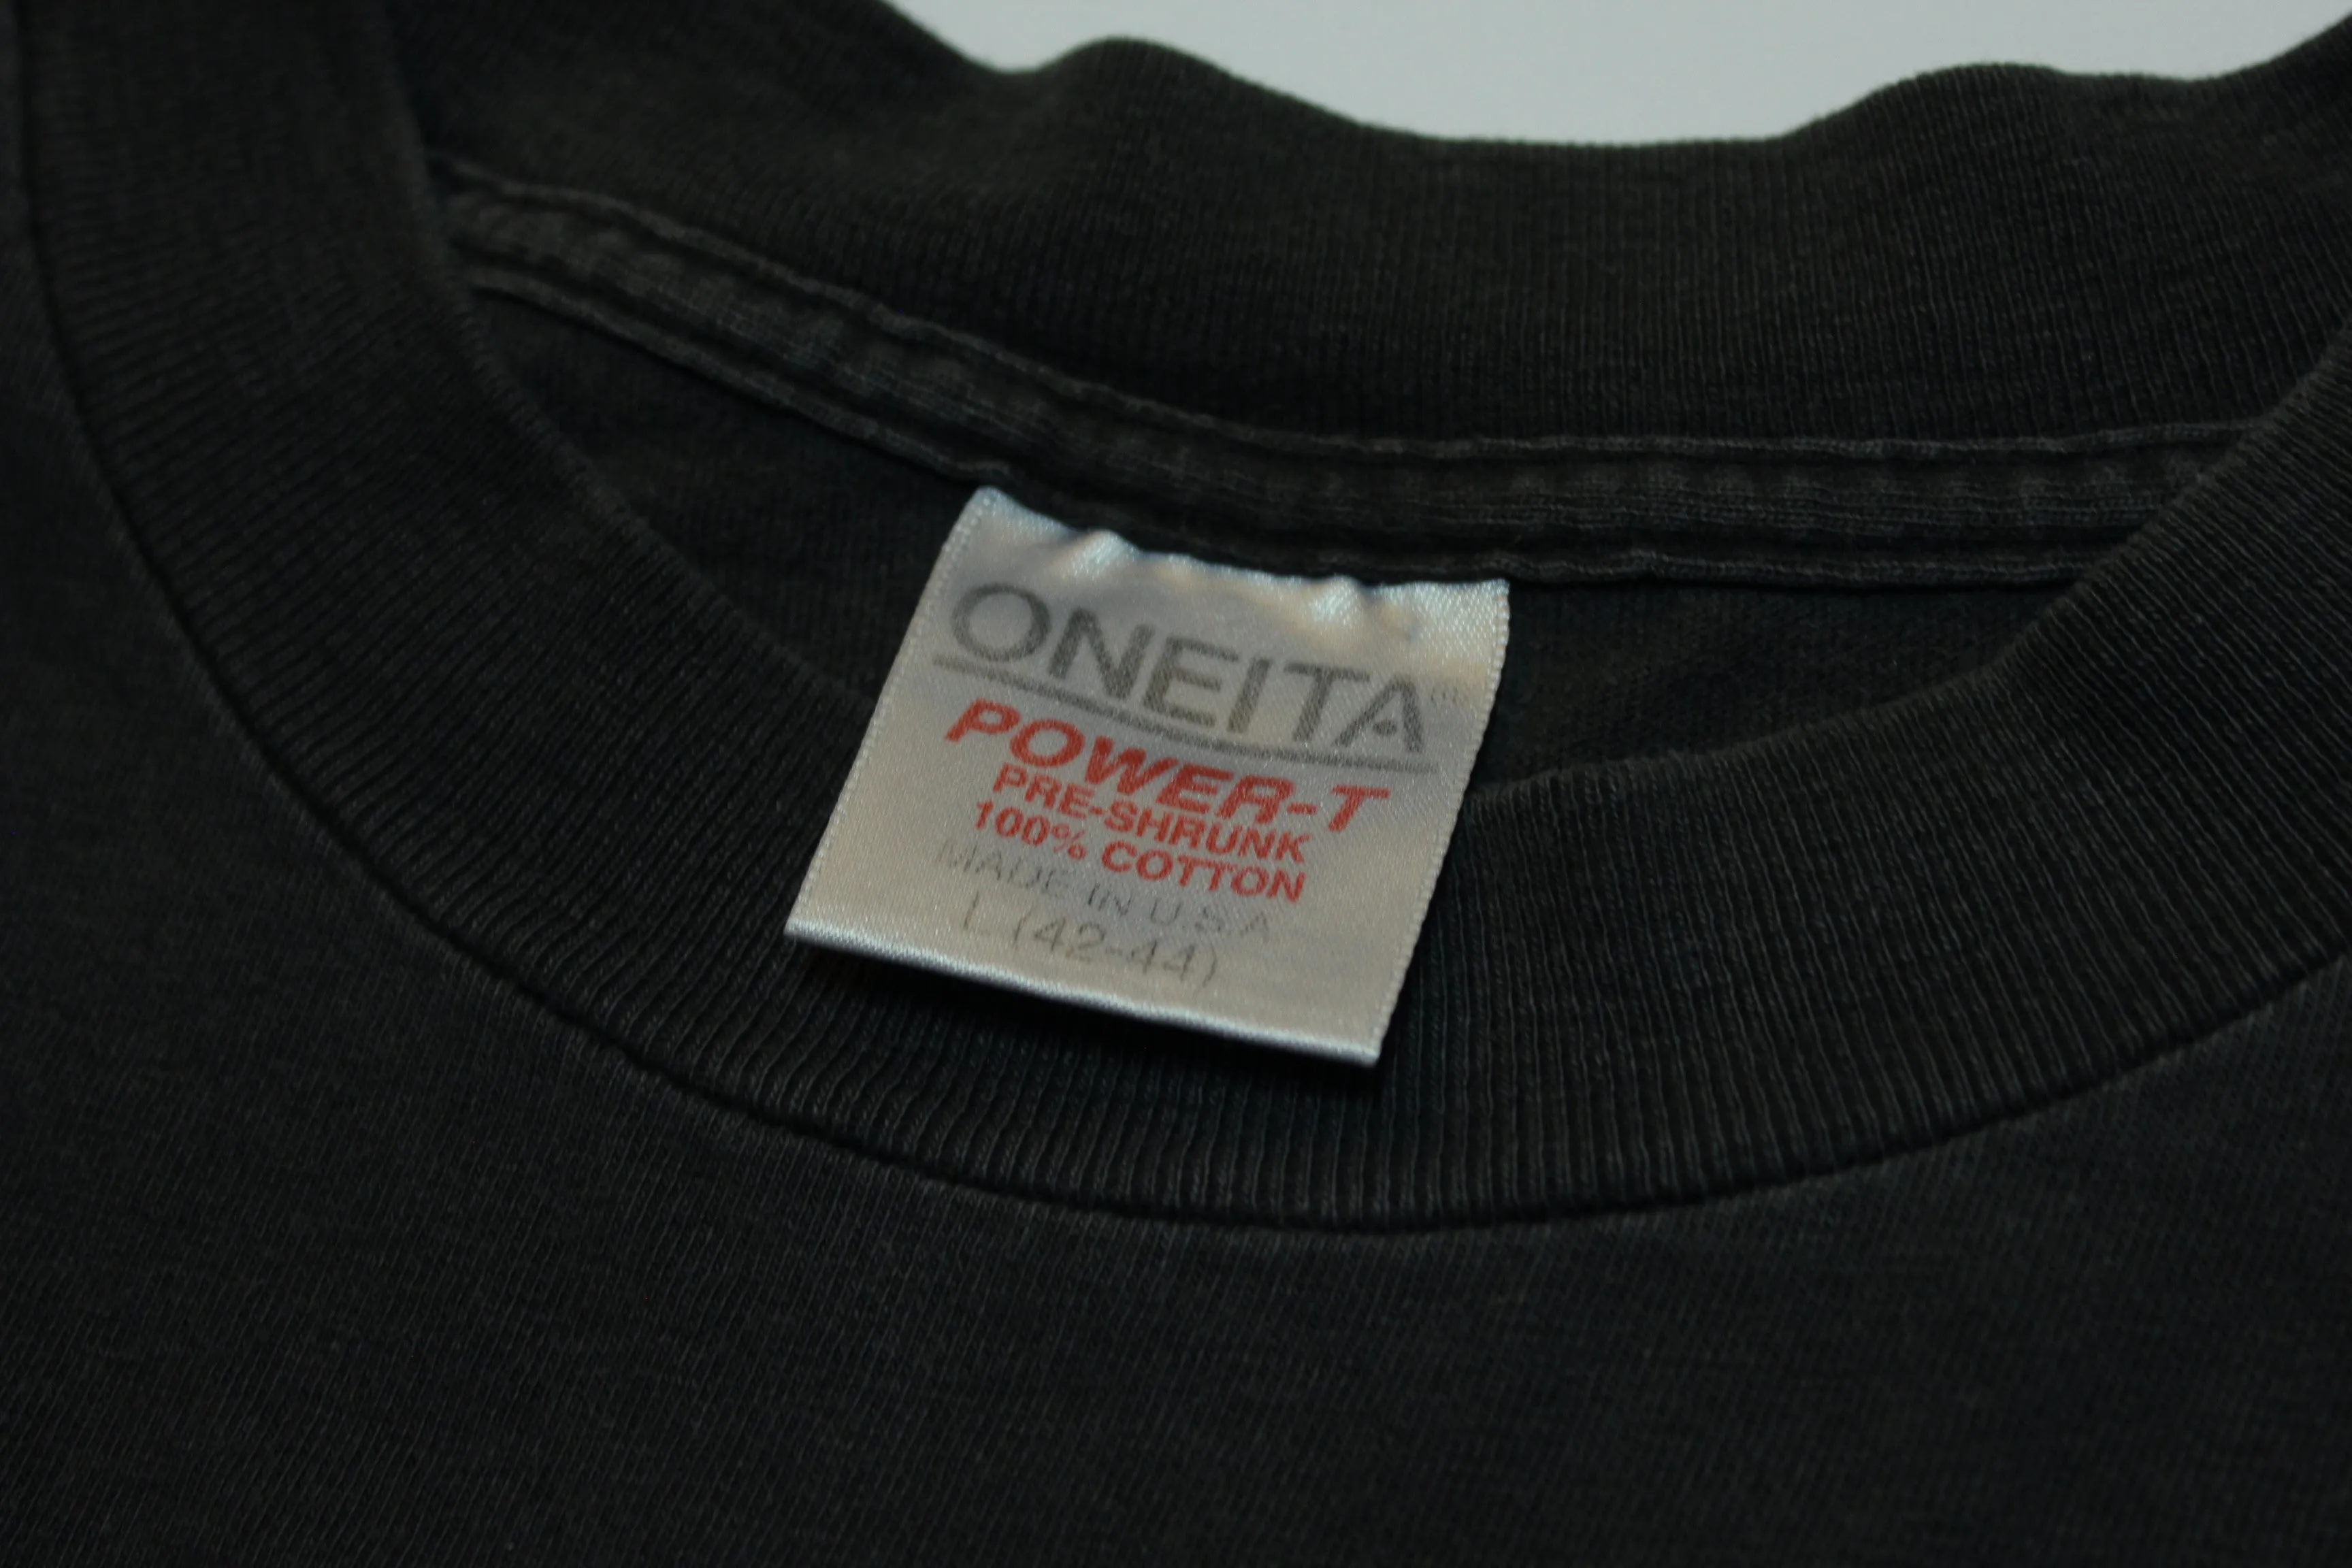 ONEITA
POWER-T
PRE-SHRUNK
100% COTTON
MADE IN U.S.A
L (42-44)